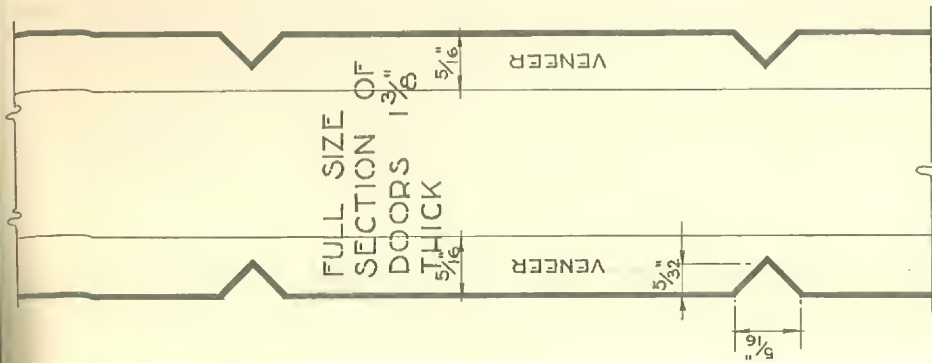 FULL SIZE
SECTION OF
DOORS 1 3/8"
THICK
5/16"
VENEER
5/16"
VENEER
5/32"
5/16"